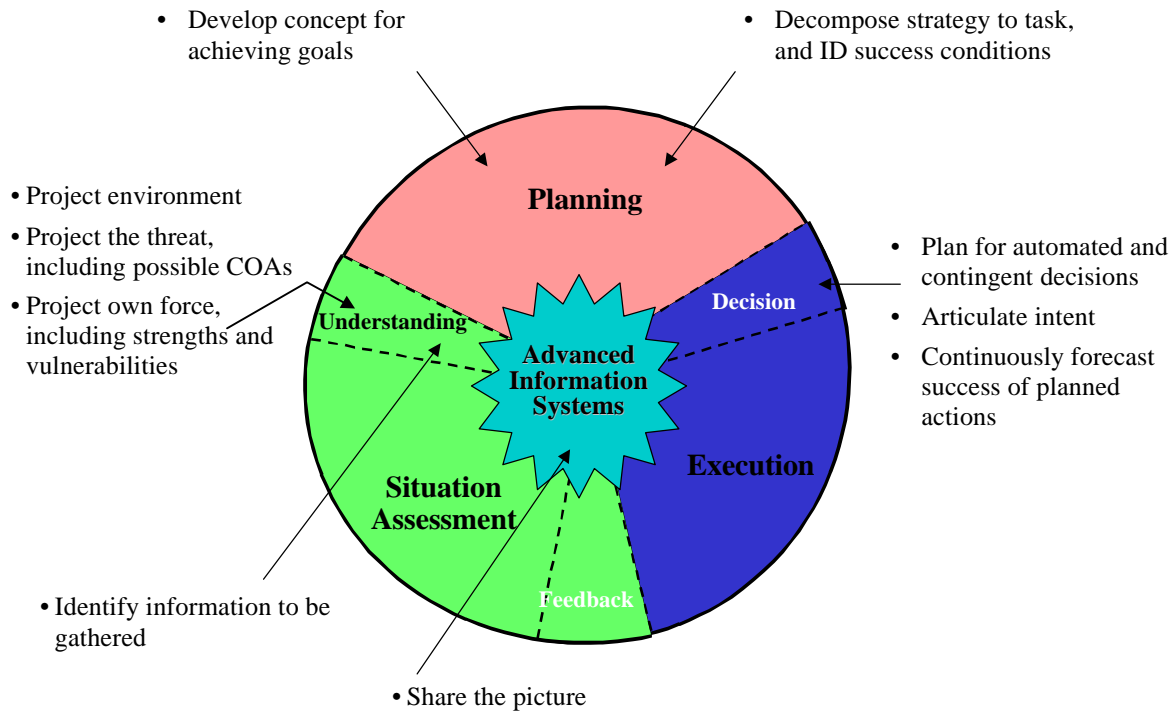 • Develop concept for
achieving goals
• Decompose strategy to task,
and ID success conditions
Planning
• Project environment
• Project the threat,
including possible COAs
• Project own force,
including strengths and
vulnerabilities
• Plan for automated and
contingent decisions
• Articulate intent
• Continuously forecast
success of planned
actions
Decision
Understanding
Advanced
Information
Systems
Execution
Situation
Assessment
Feedback
• Identify information to be
gathered
• Share the picture